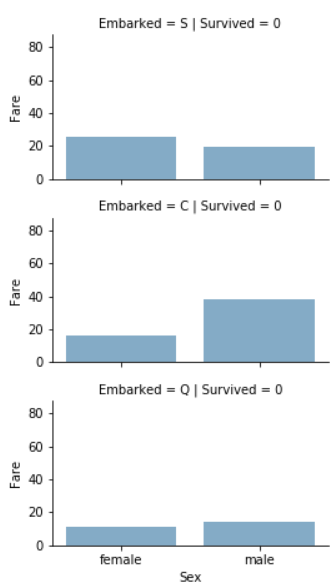 Embarked = S | Survived = 0
80
60
40
20
0
Fare
Embarked = C | Survived = 0
80
60
40
20
0
Fare
Embarked = Q | Survived = 0
80
60
40
20
0
Fare
female male
Sex